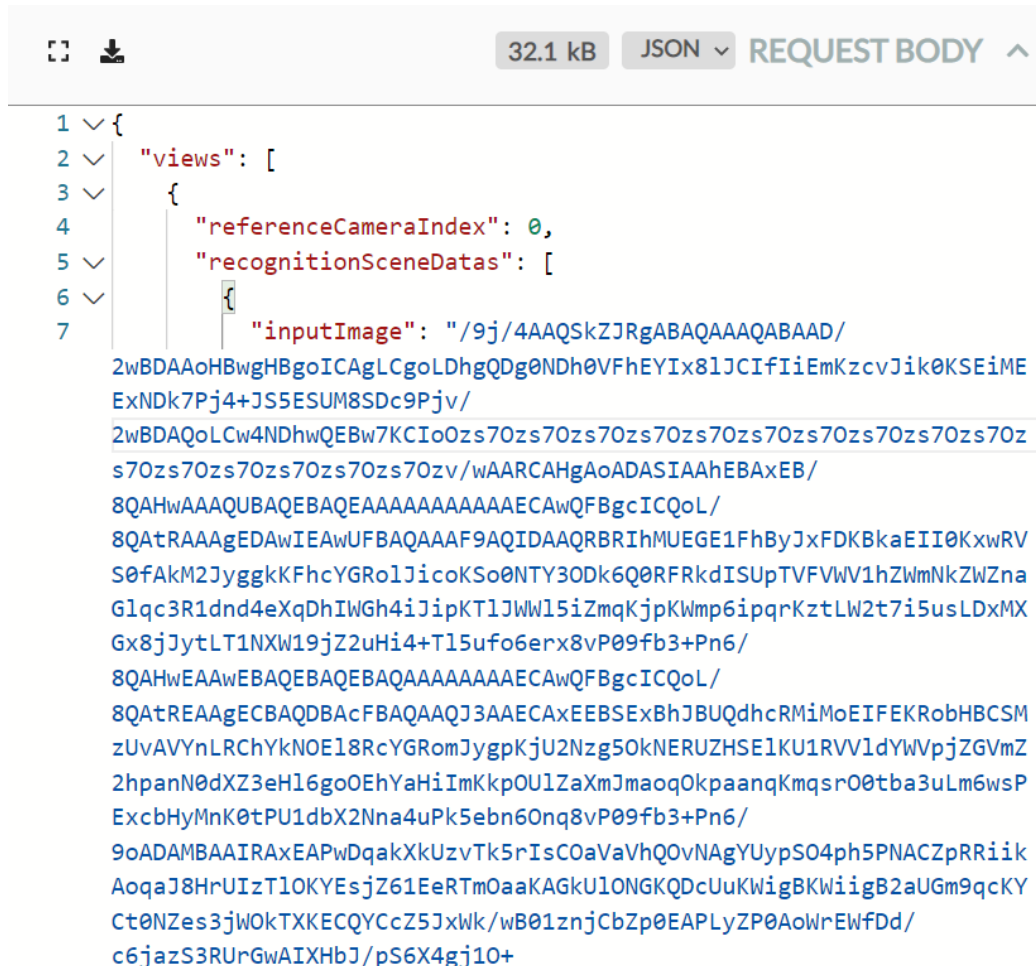 32.1 kB JSON REQUEST BODY
1 {
2 "views": [
3 {
4 "referenceCameraIndex": 0,
5 "recognitionSceneDatas": [
6 {
7 "inputImage": "/9j/4AAQSkZJRgABAQAAAQABAAD/
2wBDAAoHBwgHBgoICAgLCgoLDhgQDg0NDh0VFhEYIx8lJCIfIiEmKzcvJik0KSEiME
ExNDk7Pj4+JS5ESUM8SDc9Pjv/
2wBDAQoLCw4NDhwQEBw7KCIoOzs7Ozs7Ozs7Ozs7Ozs7Ozs7Ozs7Ozs7Ozs7Ozs7Oz
s7Ozs7Ozs7Ozs7Ozs7Ozs7Ozv/wAARCAHgAoADASIAAhEBAxEB/
8QAHwAAAQUBAQEBAQEAAAAAAAAAAAECAwQFBgcICQoL/
8QAtRAAAgEDAwIEAwUFBAQAAAF9AQIDAAQRBRIhMUEGE1FhByJxFDKBkaEII0KxwRV
S0fAkM2JyggkKFhcYGRolJicoKSo0NTY3ODk6Q0RFRkdISUpTVFVWV1hZWmNkZWZna
Glqc3R1dnd4eXqDhIWGh4iJipKTlJWWl5iZmqKjpKWmp6ipqrKztLW2t7i5usLDxMX
Gx8jJytLT1NXW19jZ2uHi4+Tl5ufo6erx8vP09fb3+Pn6/
8QAHwEAAwEBAQEBAQEBAQAAAAAAAAECAwQFBgcICQoL/
8QAtREAAgECBAQDBAcFBAQAAQJ3AAECAxEEBSExBhJBUQdhcRMiMoEIFEKRobHBCSM
zUvAVYnLRChYkNOEl8RcYGRomJygpKjU2Nzg5OkNERUZHSElKU1RVVldYWVpjZGVmZ
2hpanN0dXZ3eHl6goOEhYaHiImKkpOUlZaXmJmaoqOkpaanqKmqsrO0tba3uLm6wsP
ExcbHyMnK0tPU1dbX2Nna4uPk5ebn6Onq8vP09fb3+Pn6/
9oADAMBAAIRAxEAPwDqakXkUzvTk5rIsCOaVaVhQOvNAgYUypSO4ph5PNACZpRRiik
AoqaJ8HrUIzTlOKYEsjZ61EeRTmOaaKAGkUlONGKQDcUuKWigBKWiigB2aUGm9qcKY
Ct0NZes3jWOkTXKECQYCcZ5JxWk/wB01znjCbZp0EAPLyZP0AoWrEWfDd/
c6jazS3RUrGwAIXHbJ/pS6X4gj1O+